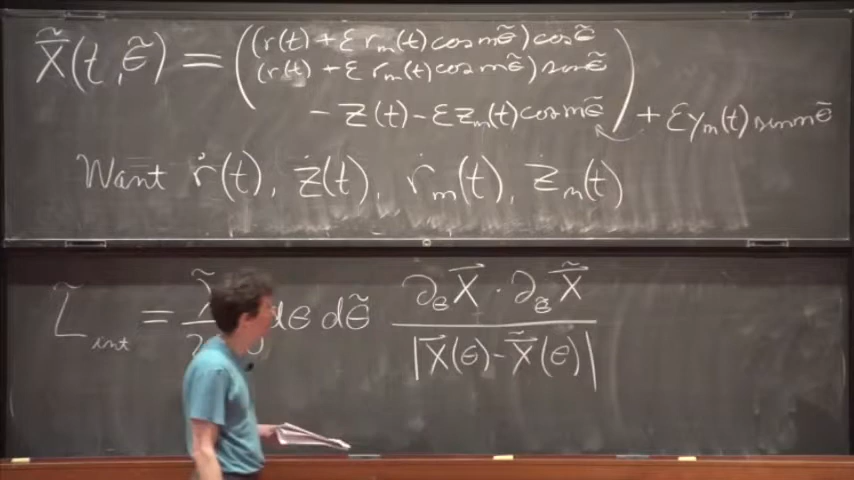 X̃(t,θ̃) = ( (r(t) + ε r_m(t) cos mθ̃) cos θ̃
(r(t) + ε r_m(t) cos mθ̃) sin θ̃
− z(t) − ε z_m(t) cos mθ̃ ) + ε y_m(t) sin mθ̃
Want ṙ(t), ż(t), ṙ_m(t), ż_m(t)
L̃_int = dθ dθ̃ ∂_θ X⃗ · ∂_θ̃ X̃⃗
|X⃗(θ) − X̃⃗(θ)|